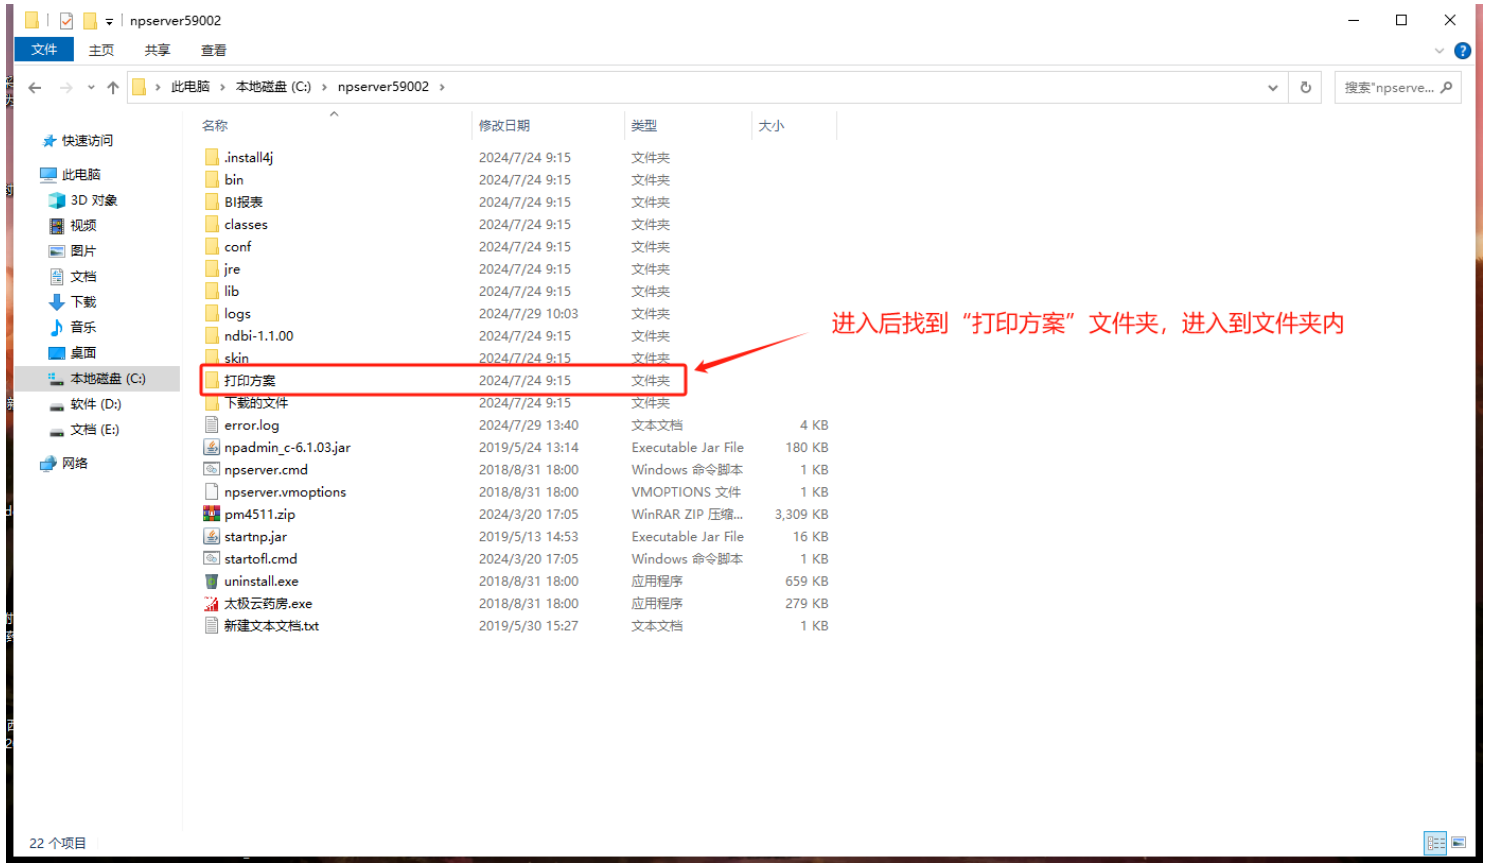 npserver59002
文件 主页 共享 查看
此电脑 本地磁盘 (C:) npserver59002 搜索"npserve...
名称 修改日期 类型 大小
快速访问
此电脑
3D 对象
视频
图片
文档
下载
音乐
桌面
本地磁盘 (C:)
软件 (D:)
文档 (E:)
网络
.install4j 2024/7/24 9:15 文件夹
bin 2024/7/24 9:15 文件夹
BI报表 2024/7/24 9:15 文件夹
classes 2024/7/24 9:15 文件夹
conf 2024/7/24 9:15 文件夹
jre 2024/7/24 9:15 文件夹
lib 2024/7/24 9:15 文件夹
logs 2024/7/29 10:03 文件夹
ndbi-1.1.00 2024/7/24 9:15 文件夹
skin 2024/7/24 9:15 文件夹
打印方案 2024/7/24 9:15 文件夹
下载的文件 2024/7/24 9:15 文件夹
error.log 2024/7/29 13:40 文本文档 4 KB
npadmin_c-6.1.03.jar 2019/5/24 13:14 Executable Jar File 180 KB
npserver.cmd 2018/8/31 18:00 Windows 命令脚本 1 KB
npserver.vmoptions 2018/8/31 18:00 VMOPTIONS 文件 1 KB
pm4511.zip 2024/3/20 17:05 WinRAR ZIP 压缩... 3,309 KB
startnp.jar 2019/5/13 14:53 Executable Jar File 16 KB
startofl.cmd 2024/3/20 17:05 Windows 命令脚本 1 KB
uninstall.exe 2018/8/31 18:00 应用程序 659 KB
太极云药房.exe 2018/8/31 18:00 应用程序 279 KB
新建文本文档.txt 2019/5/30 15:27 文本文档 1 KB
进入后找到“打印方案”文件夹，进入到文件夹内
22 个项目